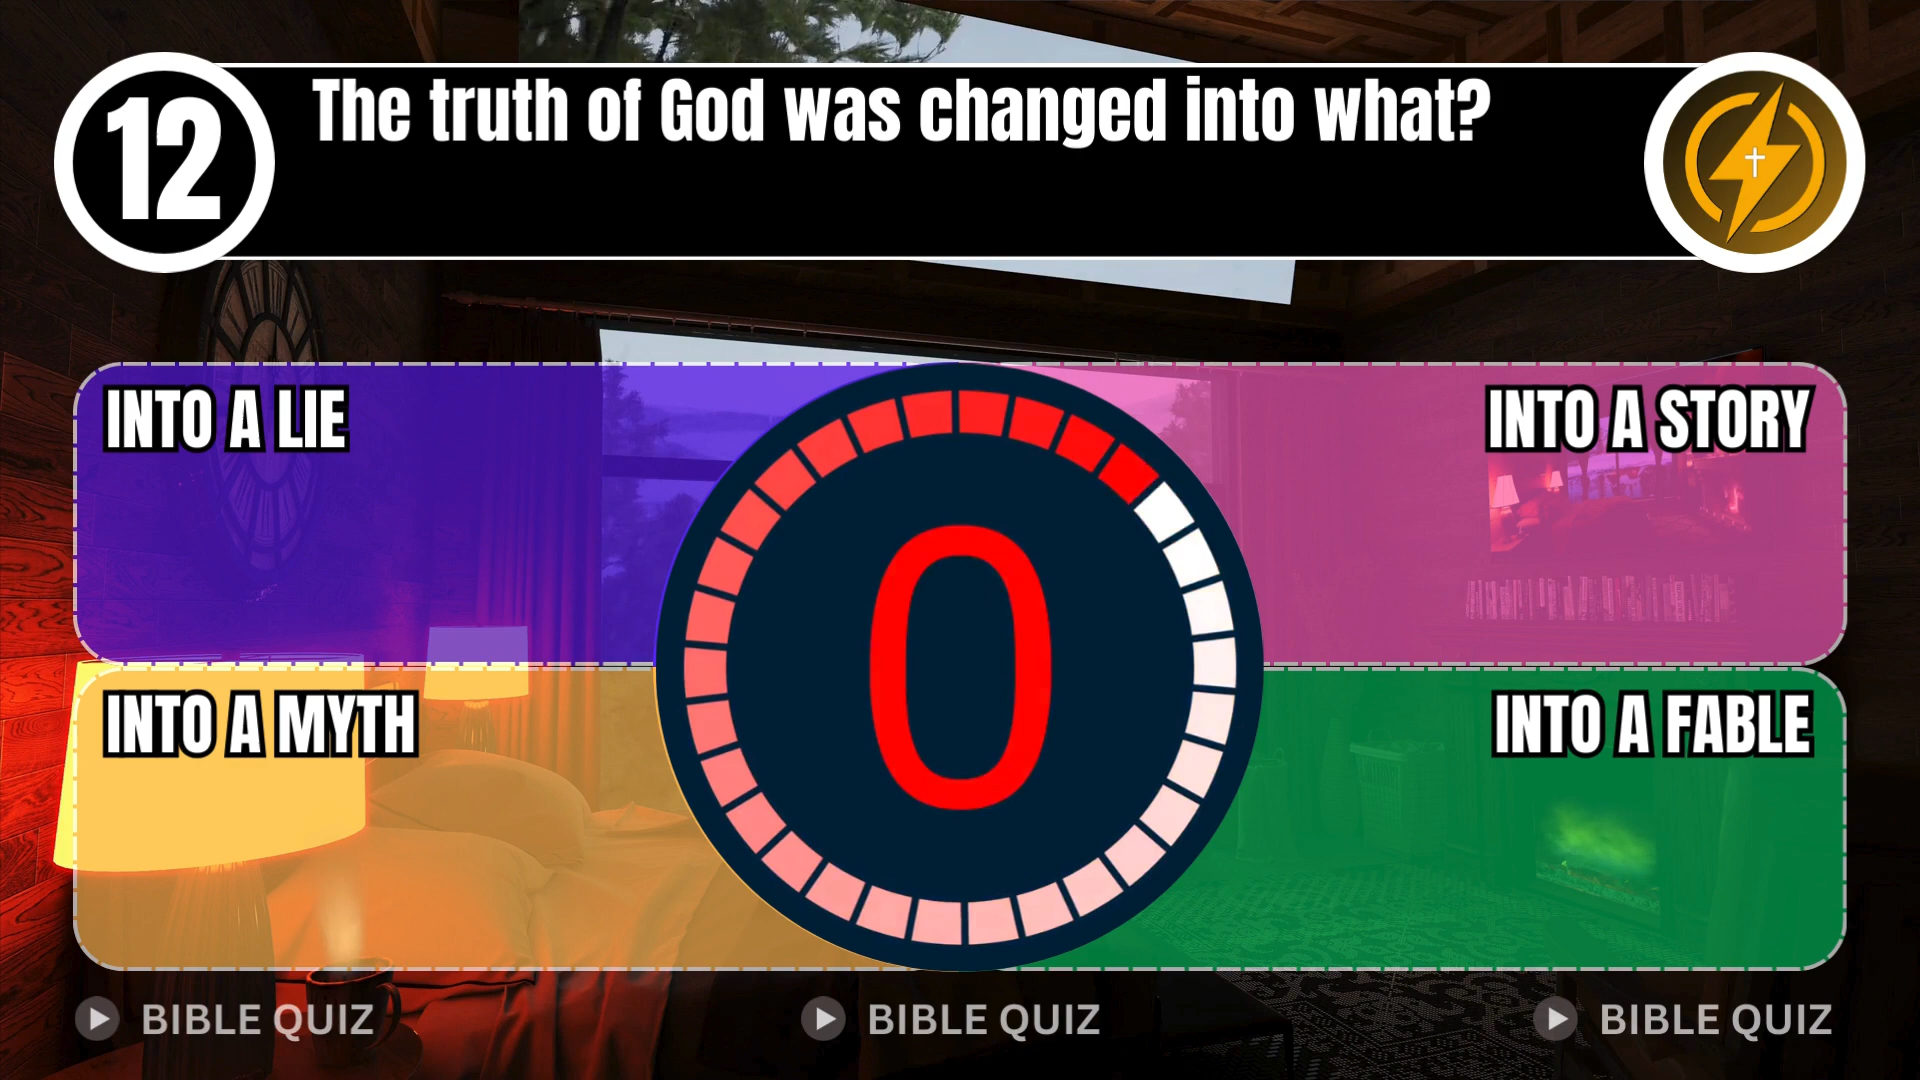 12
The truth of God was changed into what?
INTO A LIE
INTO A STORY
0
INTO A MYTH
INTO A FABLE
BIBLE QUIZ
BIBLE QUIZ
BIBLE QUIZ